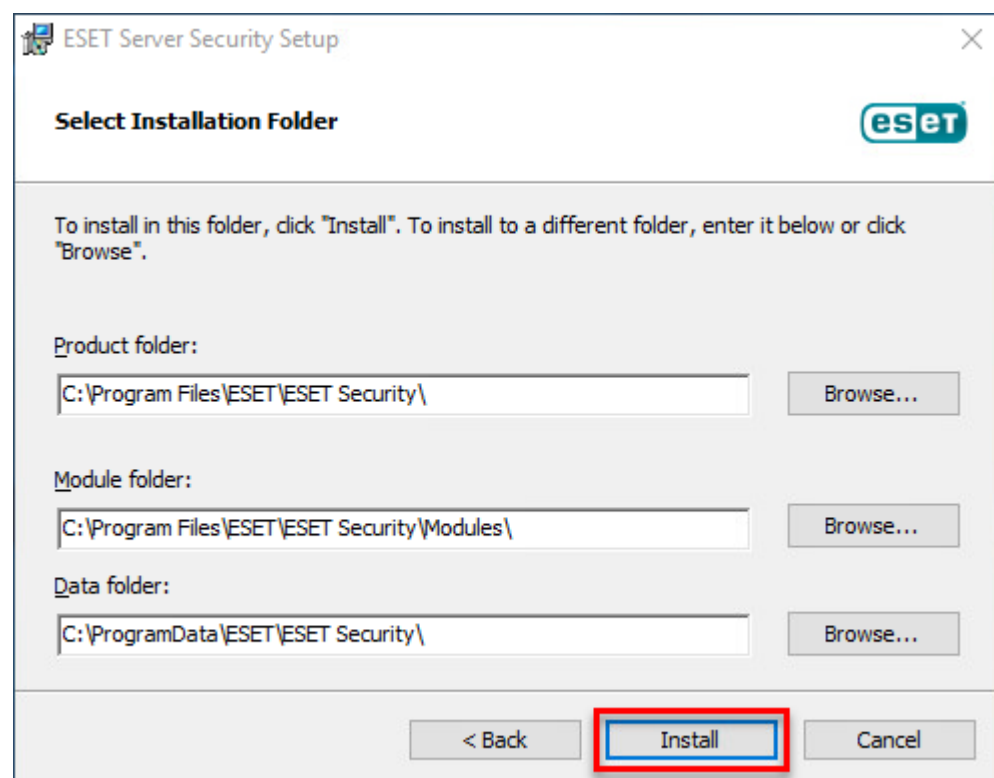 ESET Server Security Setup
Select Installation Folder
eseT
To install in this folder, click "Install". To install to a different folder, enter it below or click
"Browse".
Product folder:
C:\Program Files\ESET\ESET Security\
Browse...
Module folder:
C:\Program Files\ESET\ESET Security\Modules\
Browse...
Data folder:
C:\ProgramData\ESET\ESET Security\
Browse...
< Back
Install
Cancel